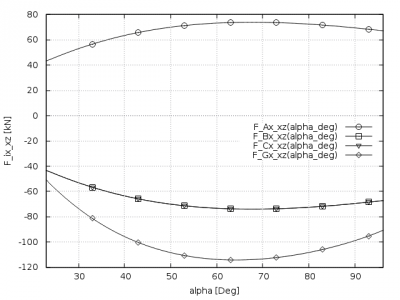 80
60
40
20
0
-20
-40
-60
-80
-100
-120
F_ix_xz [kN]
F_Ax_xz(alpha_deg)
F_Bx_xz(alpha_deg)
F_Cx_xz(alpha_deg)
F_Gx_xz(alpha_deg)
30 40 50 60 70 80 90
alpha [Deg]